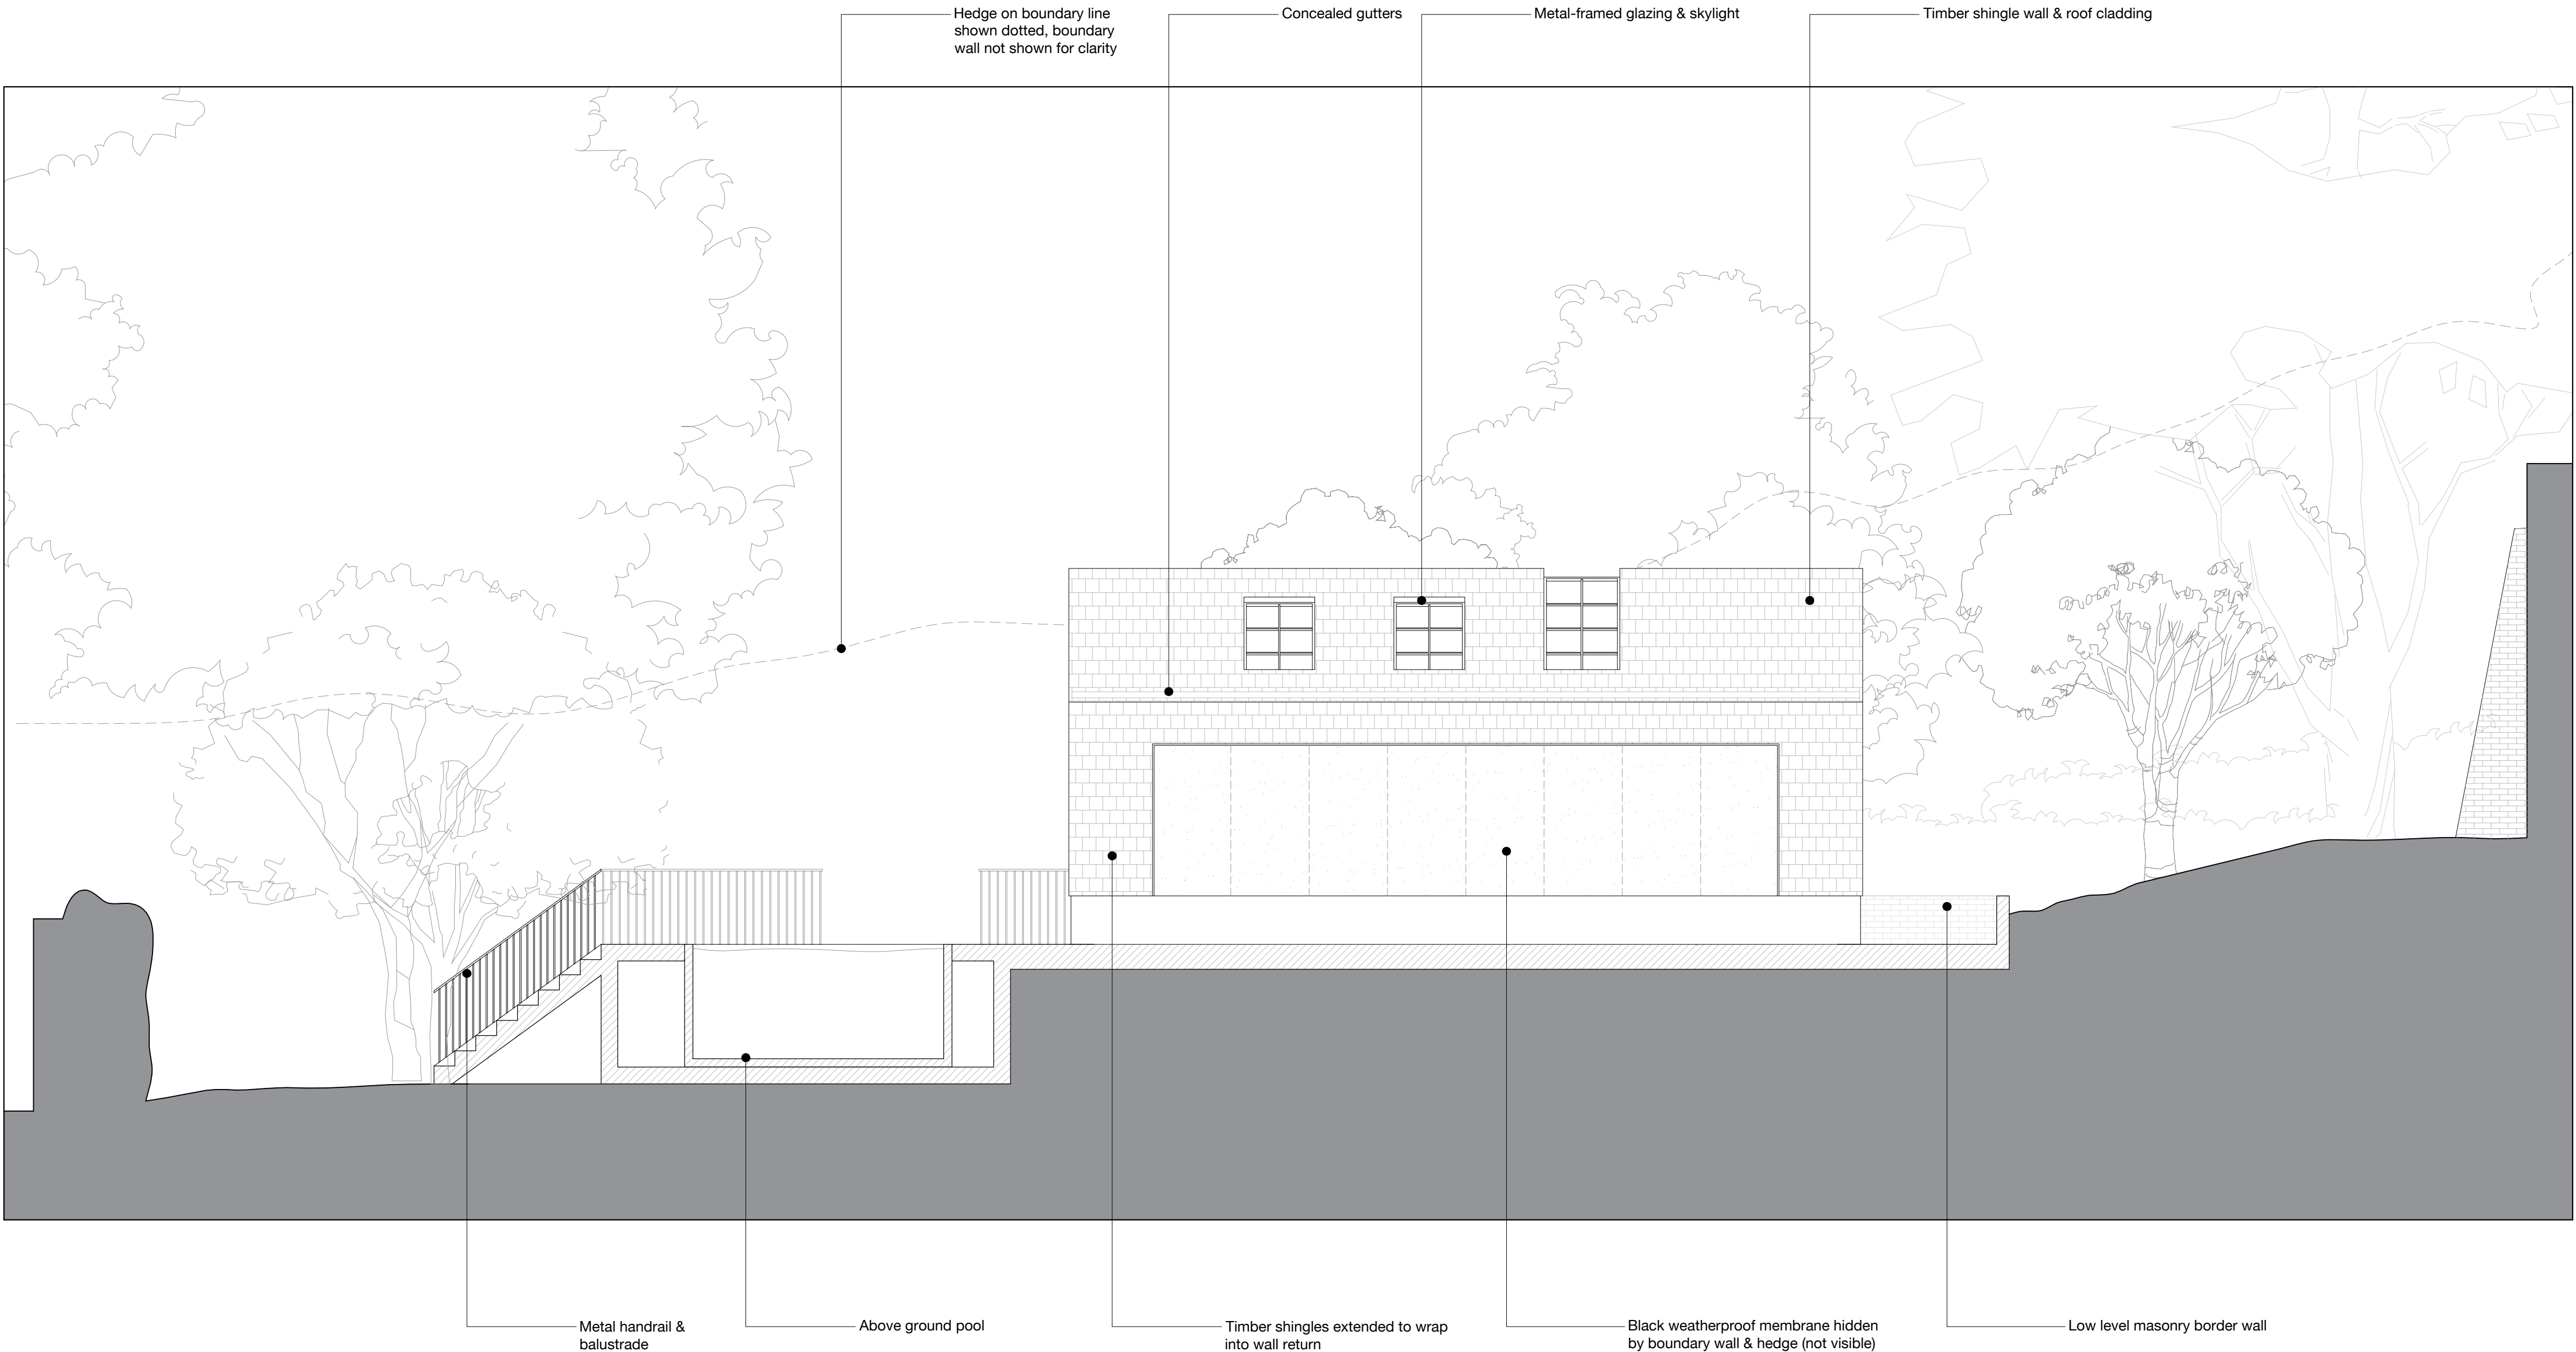 Hedge on boundary line
shown dotted, boundary
wall not shown for clarity
Concealed gutters
Metal-framed glazing & skylight
Timber shingle wall & roof cladding
Metal handrail &
balustrade
Above ground pool
Timber shingles extended to wrap
into wall return
Black weatherproof membrane hidden
by boundary wall & hedge (not visible)
Low level masonry border wall